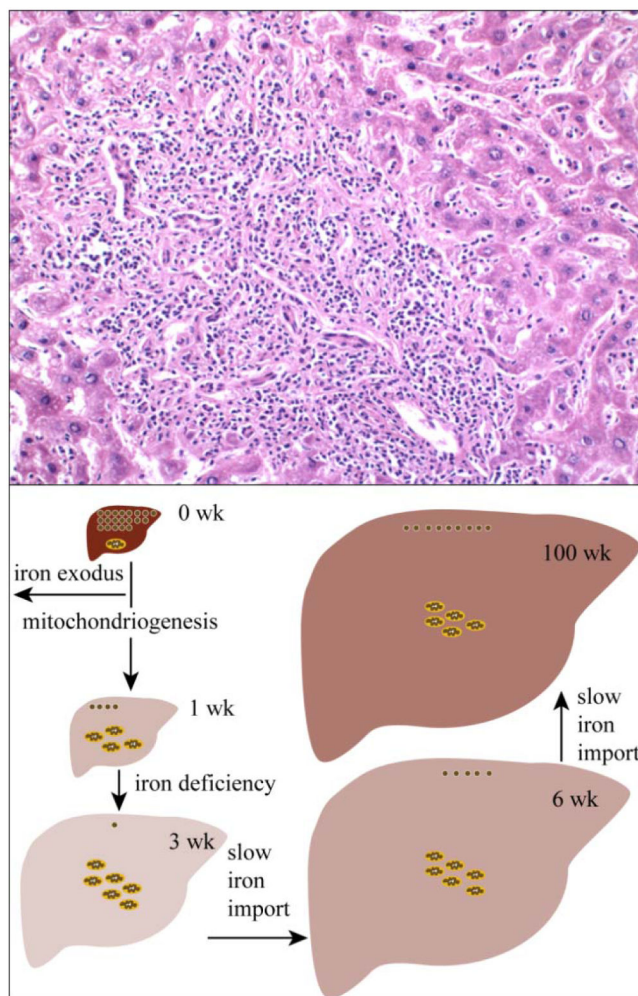 0 wk
iron exodus
mitochondriogenesis
1 wk
iron deficiency
3 wk
slow
iron
import
6 wk
slow
iron
import
100 wk